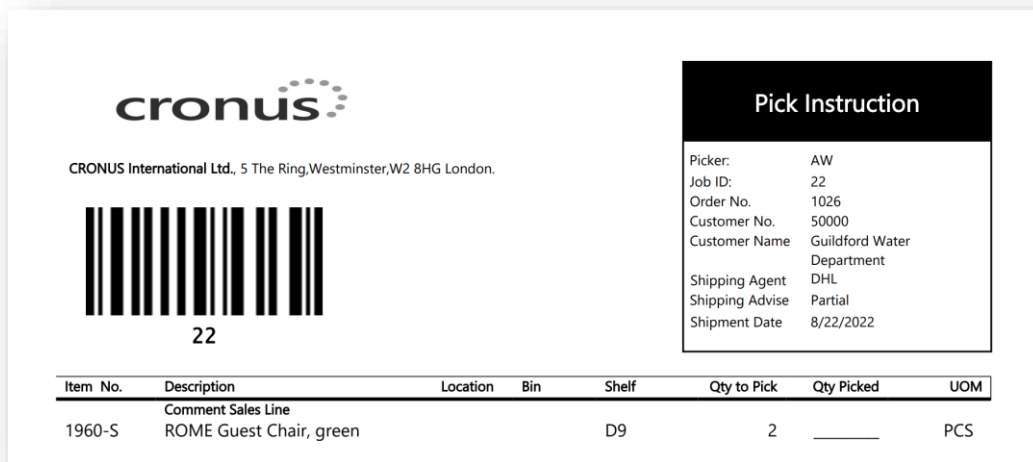 cronus
CRONUS International Ltd., 5 The Ring,Westminster,W2 8HG London.
22
Pick Instruction
Picker: AW
Job ID: 22
Order No. 1026
Customer No. 50000
Customer Name Guildford Water
Department
Shipping Agent DHL
Shipping Advise Partial
Shipment Date 8/22/2022
Item No. Description Location Bin Shelf Qty to Pick Qty Picked UOM
Comment Sales Line
1960-S ROME Guest Chair, green D9 2 ________ PCS